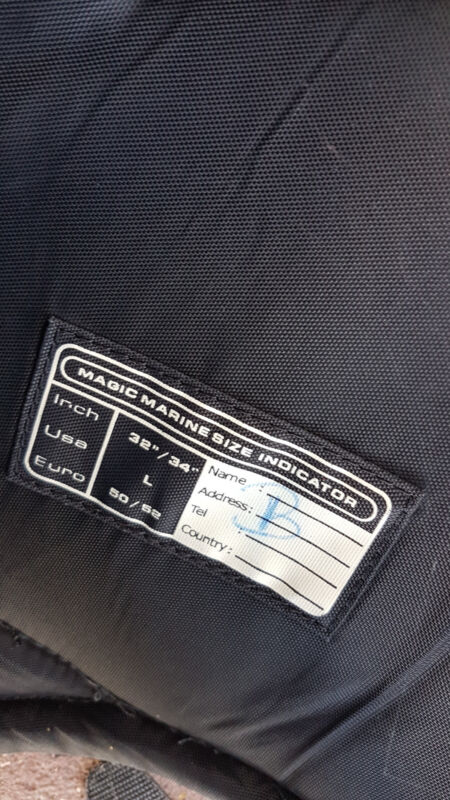 MAGIC MARINE SIZE INDICATOR
Inch 32"/34"
Usa L
Euro 50/52
Name :
Address:
Tel :
Country:
B